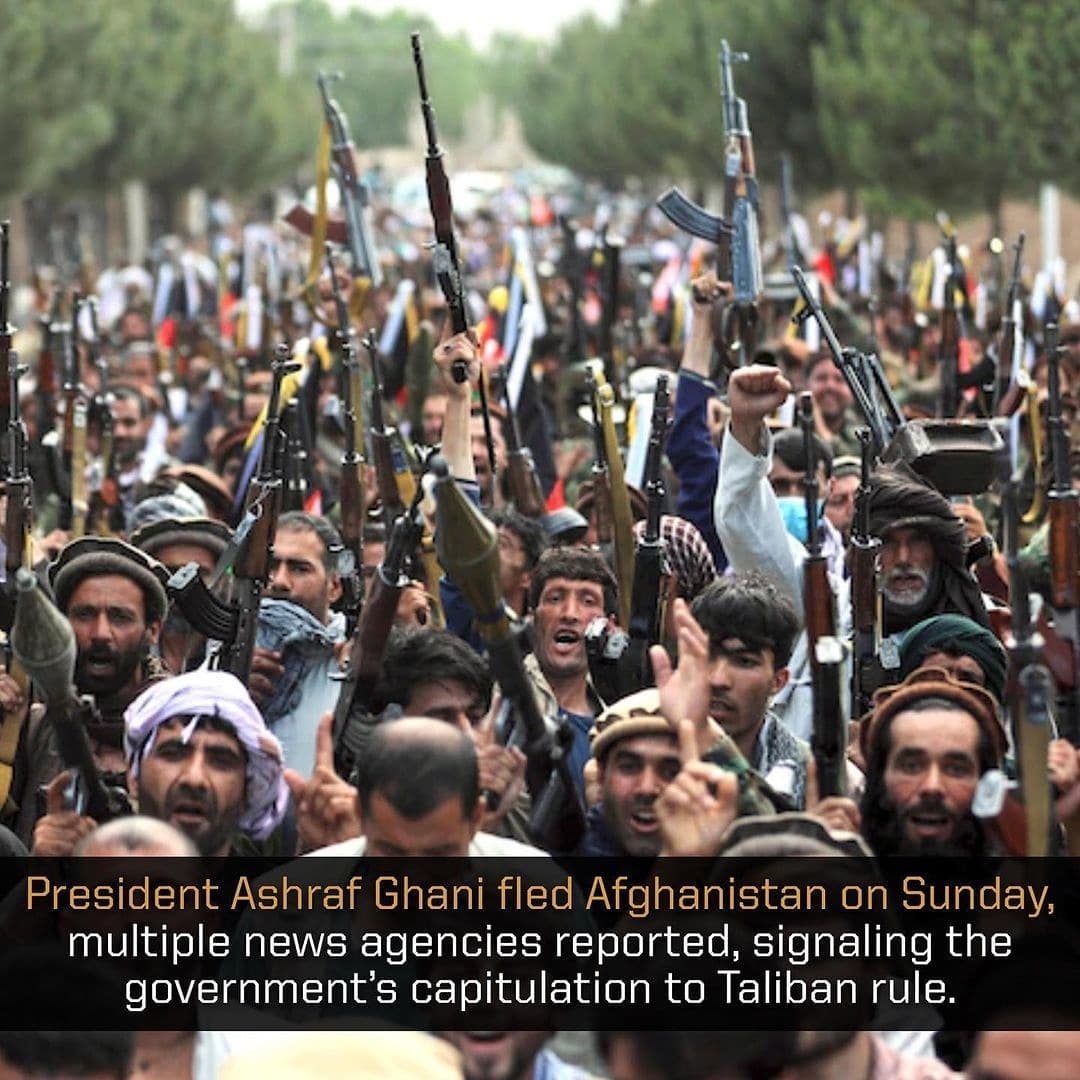 President Ashraf Ghani fled Afghanistan on Sunday,
multiple news agencies reported, signaling the
government's capitulation to Taliban rule.